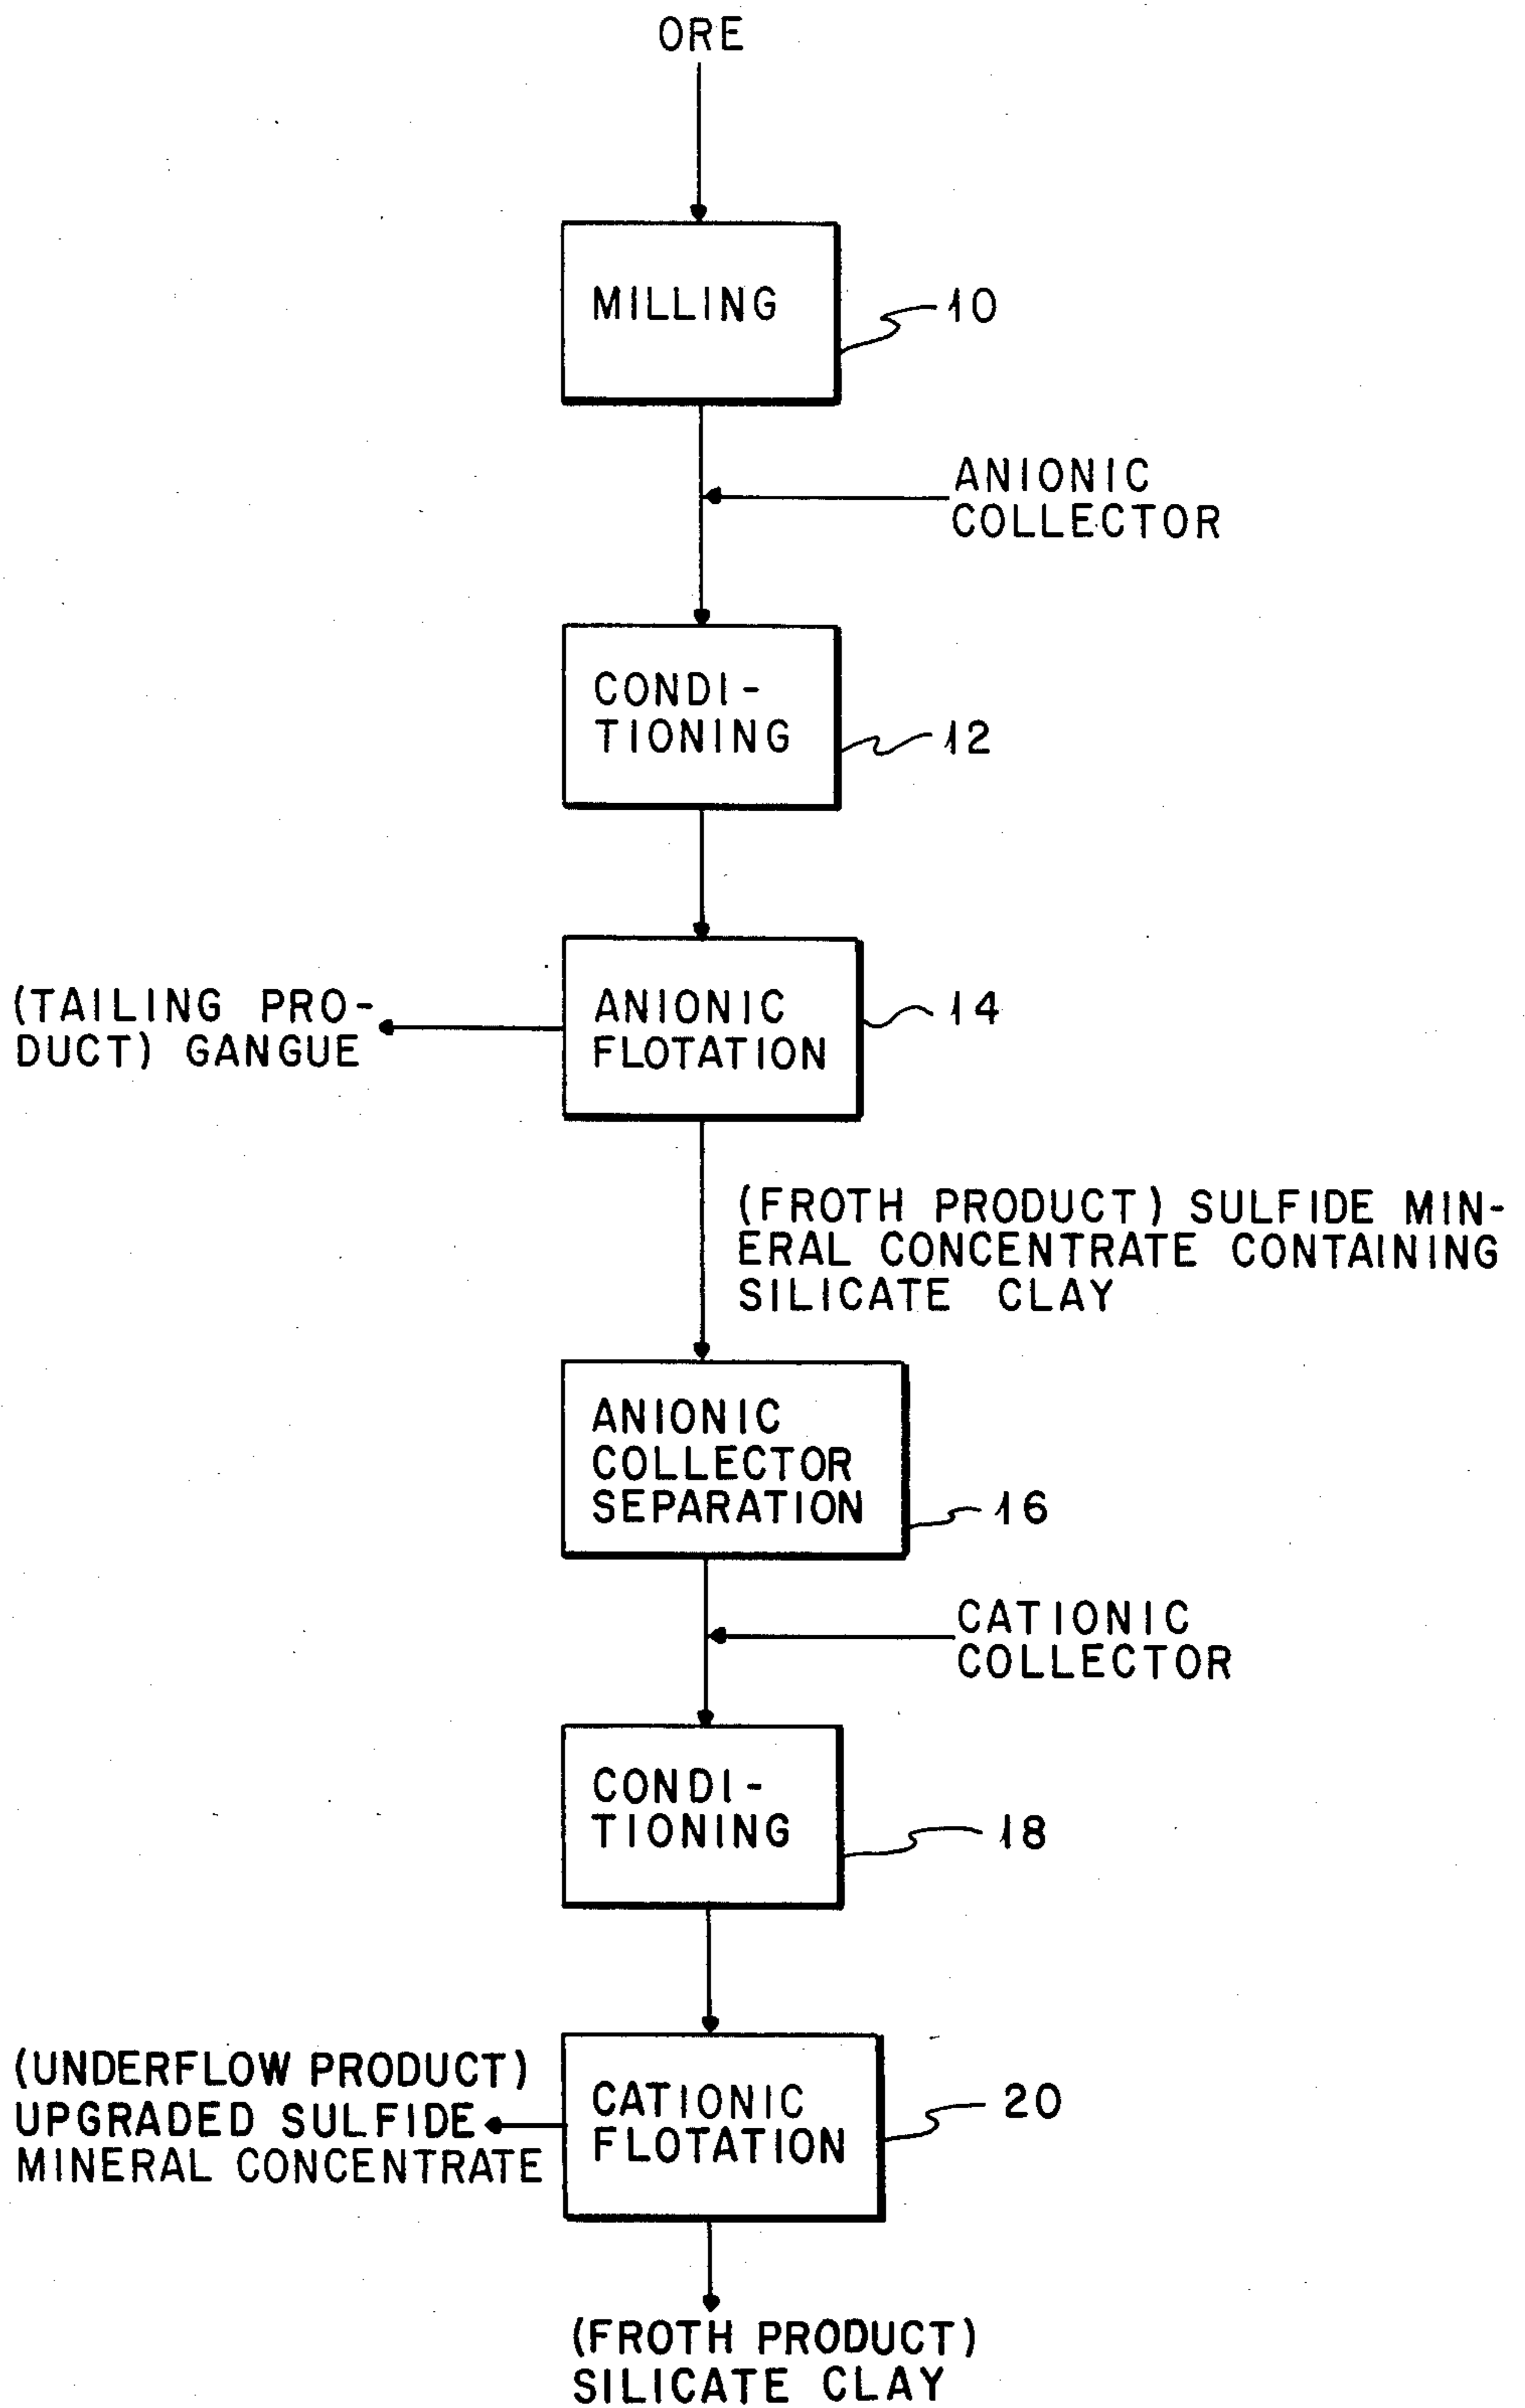 ORE
MILLING
10
ANIONIC
COLLECTOR
CONDI-
TIONING
12
(TAILING PRO-
DUCT) GANGUE
ANIONIC
FLOTATION
14
(FROTH PRODUCT) SULFIDE MIN-
ERAL CONCENTRATE CONTAINING
SILICATE CLAY
ANIONIC
COLLECTOR
SEPARATION
16
CATIONIC
COLLECTOR
CONDI-
TIONING
18
(UNDERFLOW PRODUCT)
UPGRADED SULFIDE
MINERAL CONCENTRATE
CATIONIC
FLOTATION
20
(FROTH PRODUCT)
SILICATE CLAY